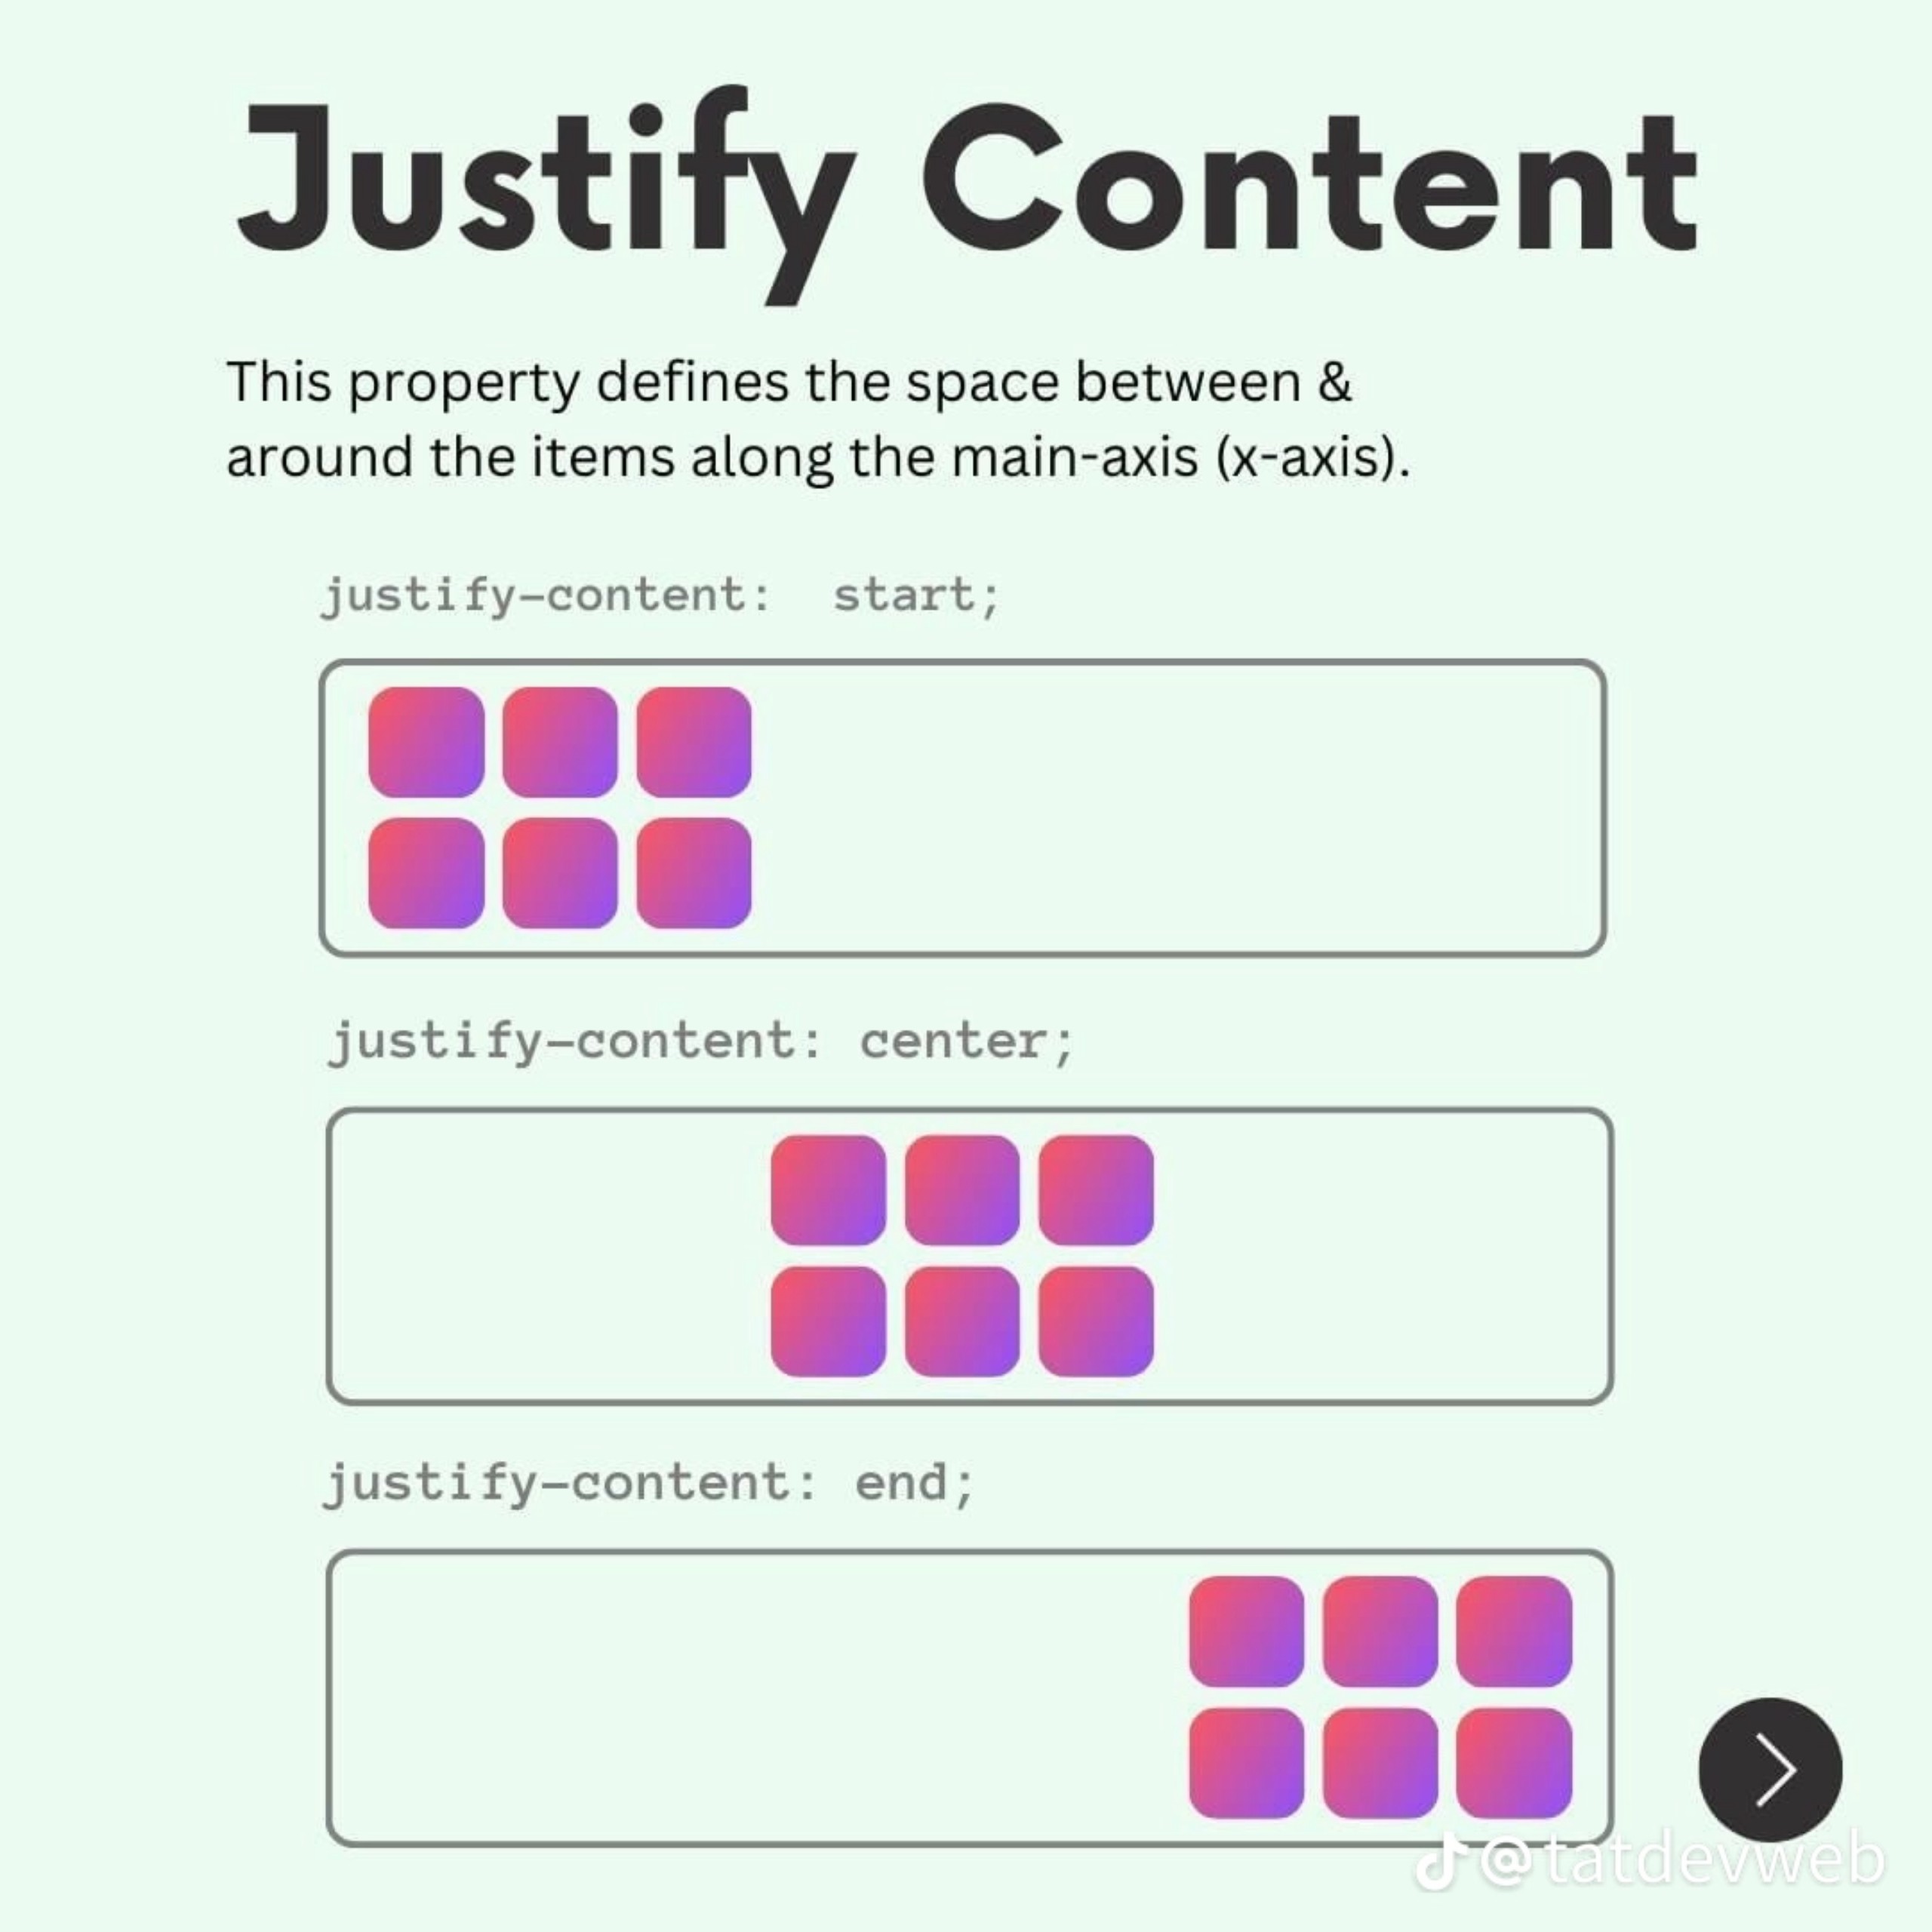 Justify Content
This property defines the space between &
around the items along the main-axis (x-axis).
justify-content:  start;
justify-content: center;
justify-content: end;
@tatdevweb